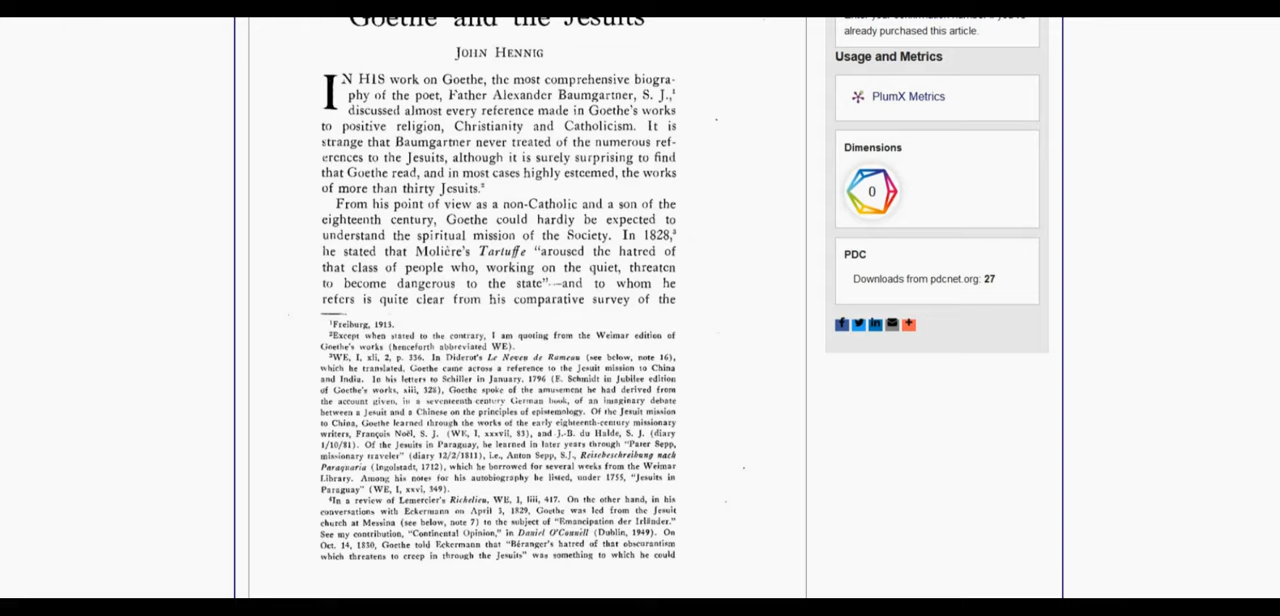 Goethe and the Jesuits
already purchased this article.
JOHN HENNIG
IN HIS work on Goethe, the most comprehensive biogra-
phy of the poet, Father Alexander Baumgartner, S. J.,¹
discussed almost every reference made in Goethe's works
to positive religion, Christianity and Catholicism. It is
strange that Baumgartner never treated of the numerous ref-
erences to the Jesuits, although it is surely surprising to find
that Goethe read, and in most cases highly esteemed, the works
of more than thirty Jesuits.²
From his point of view as a non-Catholic and a son of the
eighteenth century, Goethe could hardly be expected to
understand the spiritual mission of the Society. In 1828,³
he stated that Molière's Tartuffe “aroused the hatred of
that class of people who, working on the quiet, threaten
to become dangerous to the state”—and to whom he
refers is quite clear from his comparative survey of the
¹Freiburg, 1913.
²Except when stated to the contrary, I am quoting from the Weimar edition of
Goethe's works (henceforth abbreviated WE).
³WE, I, xli, 2, p. 336. In Diderot's Le Neveu de Rameau (see below, note 16),
which he translated, Goethe came across a reference to the Jesuit mission to China
and India. In his letters to Schiller in January, 1796 (E. Schmidt in Jubilee edition
of Goethe's works, xiii, 328), Goethe spoke of the amusement he had derived from
the account given, in a seventeenth-century German book, of an imaginary debate
between a Jesuit and a Chinese on the principles of epistemology. Of the Jesuit mission
to China, Goethe learned through the works of the early eighteenth-century missionary
writers, François Noël, S. J. (WE, I, xxxvii, 83), and J.-B. du Halde, S. J. (diary
1/10/81). Of the Jesuits in Paraguay, he learned in later years through “Pater Sepp,
missionary traveler” (diary 12/2/1811), i.e., Anton Sepp, S.J., Reisebeschreibung nach
Paraquaria (Ingolstadt, 1712), which he borrowed for several weeks from the Weimar
Library. Among his notes for his autobiography he listed, under 1755, “Jesuits in
Paraguay” (WE, I, xxvi, 349).
⁴In a review of Lemercier's Richelieu, WE, I, liii, 417. On the other hand, in his
conversations with Eckermann on April 3, 1829, Goethe was led from the Jesuit
church at Messina (see below, note 7) to the subject of “Emancipation der Irländer.”
See my contribution, “Continental Opinion,” in Daniel O'Connell (Dublin, 1949). On
Oct. 14, 1830, Goethe told Eckermann that “Béranger's hatred of that obscurantism
which threatens to creep in through the Jesuits” was something to which he could
Usage and Metrics
PlumX Metrics
Dimensions
0
PDC
Downloads from pdcnet.org: 27